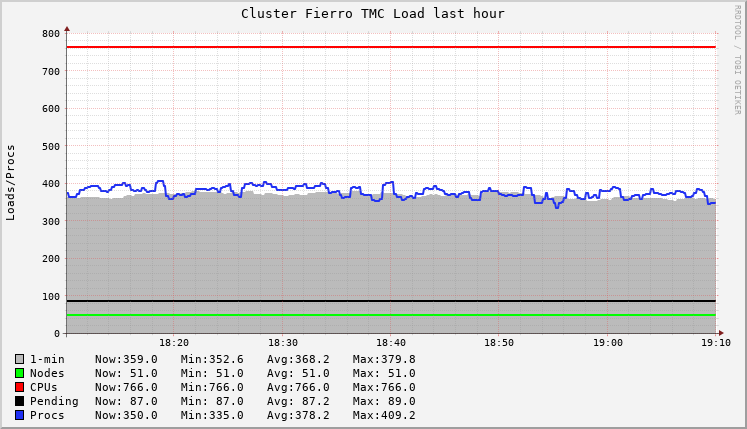 Cluster Fierro TMC Load last hour
RRDTOOL / TOBI OETIKER
Loads/Procs
800
700
600
500
400
300
200
100
0
18:20 18:30 18:40 18:50 19:00 19:10
1-min Now:359.0 Min:352.6 Avg:368.2 Max:379.8
Nodes Now: 51.0 Min: 51.0 Avg: 51.0 Max: 51.0
CPUs Now:766.0 Min:766.0 Avg:766.0 Max:766.0
Pending Now: 87.0 Min: 87.0 Avg: 87.2 Max: 89.0
Procs Now:350.0 Min:335.0 Avg:378.2 Max:409.2